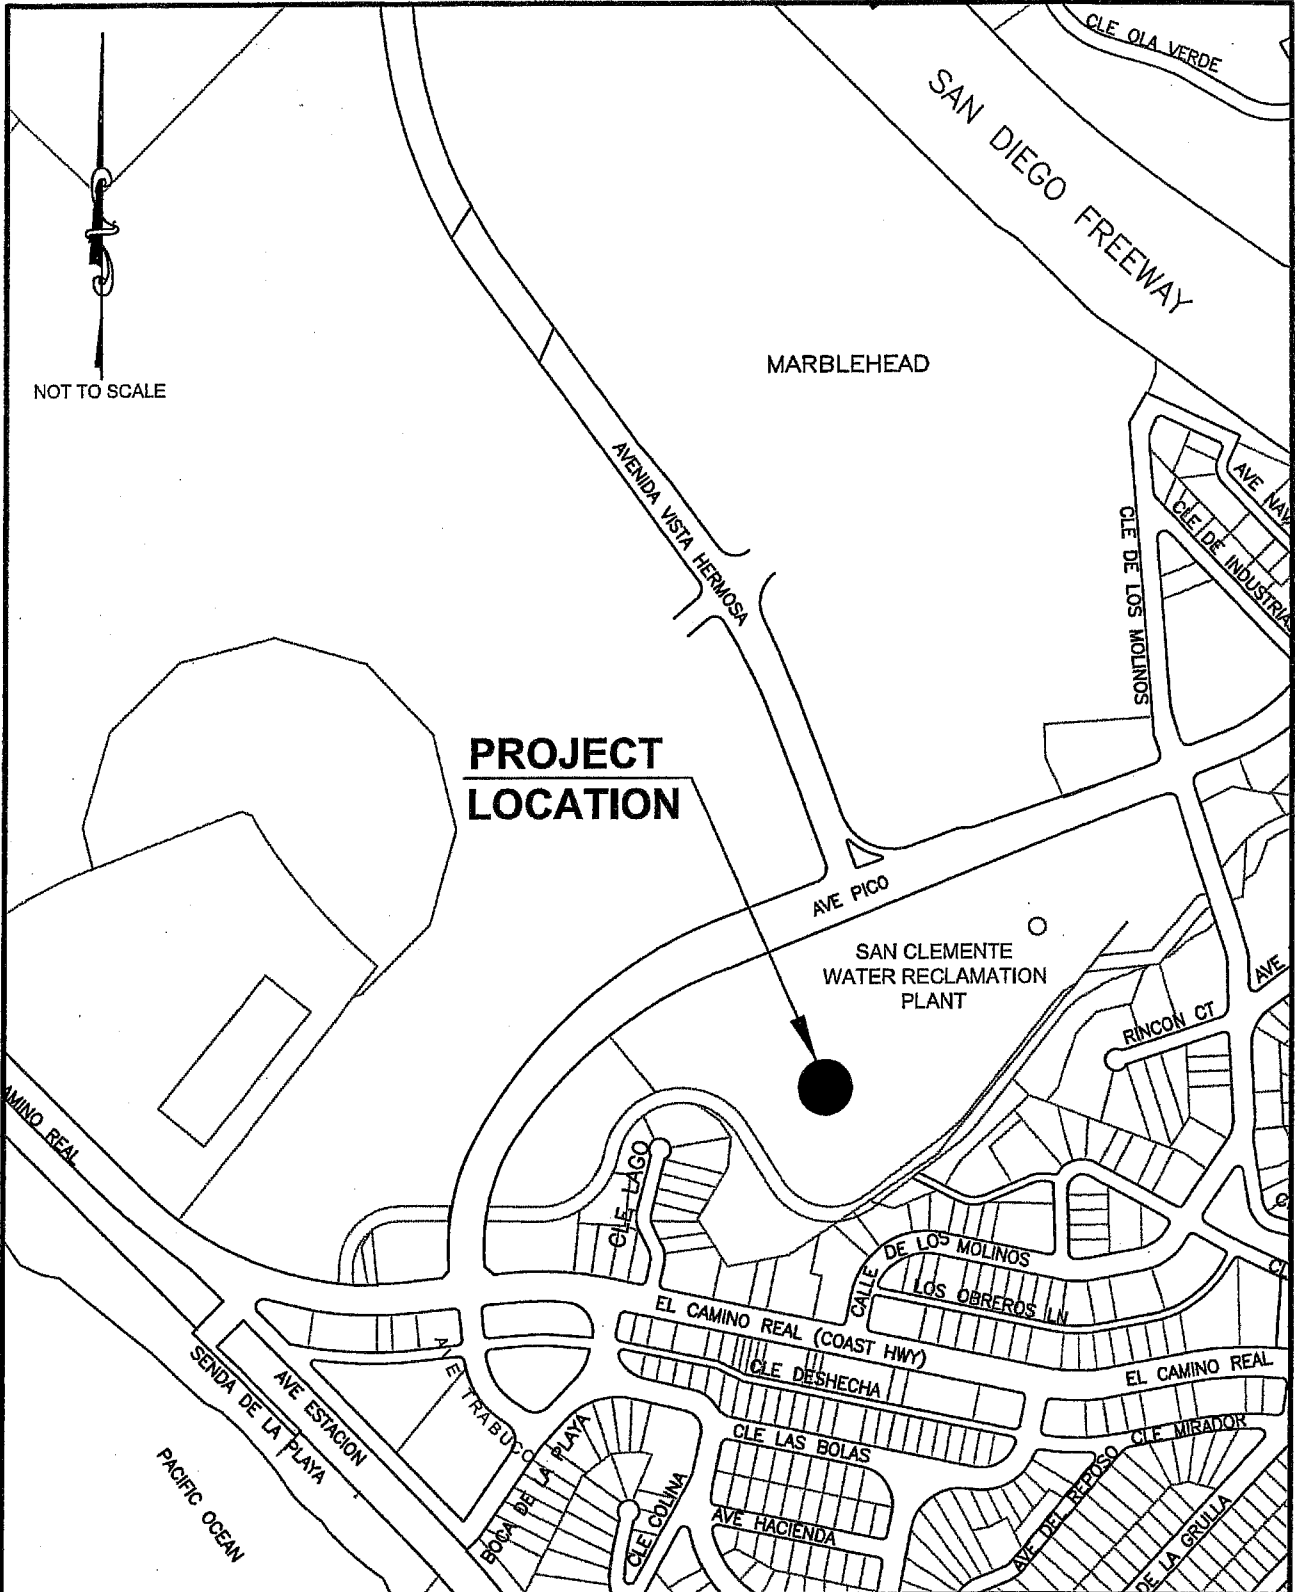 CLE OLA VERDE
SAN DIEGO FREEWAY
NOT TO SCALE
MARBLEHEAD
AVENIDA VISTA HERMOSA
CLE DE LOS MOLINOS
AVE NAV
CLE DE INDUSTRIA
PROJECT
LOCATION
AVE PICO
SAN CLEMENTE
WATER RECLAMATION
PLANT
AVE
RINCON CT
AMINO REAL
CLE LAGO
CALLE DE LOS MOLINOS
LOS OBREROS LN
CL
EL CAMINO REAL (COAST HWY)
EL CAMINO REAL
CLE DESHECHA
AVE TRABUCO
AVE ESTACION
SENDA DE LA PLAYA
BOCA DE LA PLAYA
CLE LAS BOLAS
CLE MIRADOR
AVE DEL REPOSO
CLE COLINA
AVE HACIENDA
DE LA GRULLA
PACIFIC OCEAN